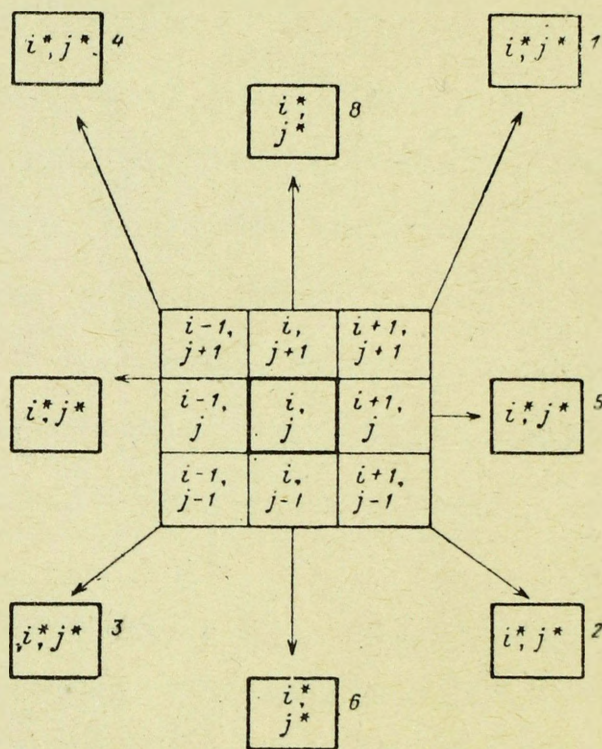 i*, j* 4
i*, j* 1
i*,
j*
8
i-1,
j+1
i,
j+1
i+1,
j+1
i*, j*
i-1,
j
i,
j
i+1,
j
i*, j* 5
i-1,
j-1
i,
j-1
i+1,
j-1
i*, j* 3
i*, j* 2
i*,
j*
6